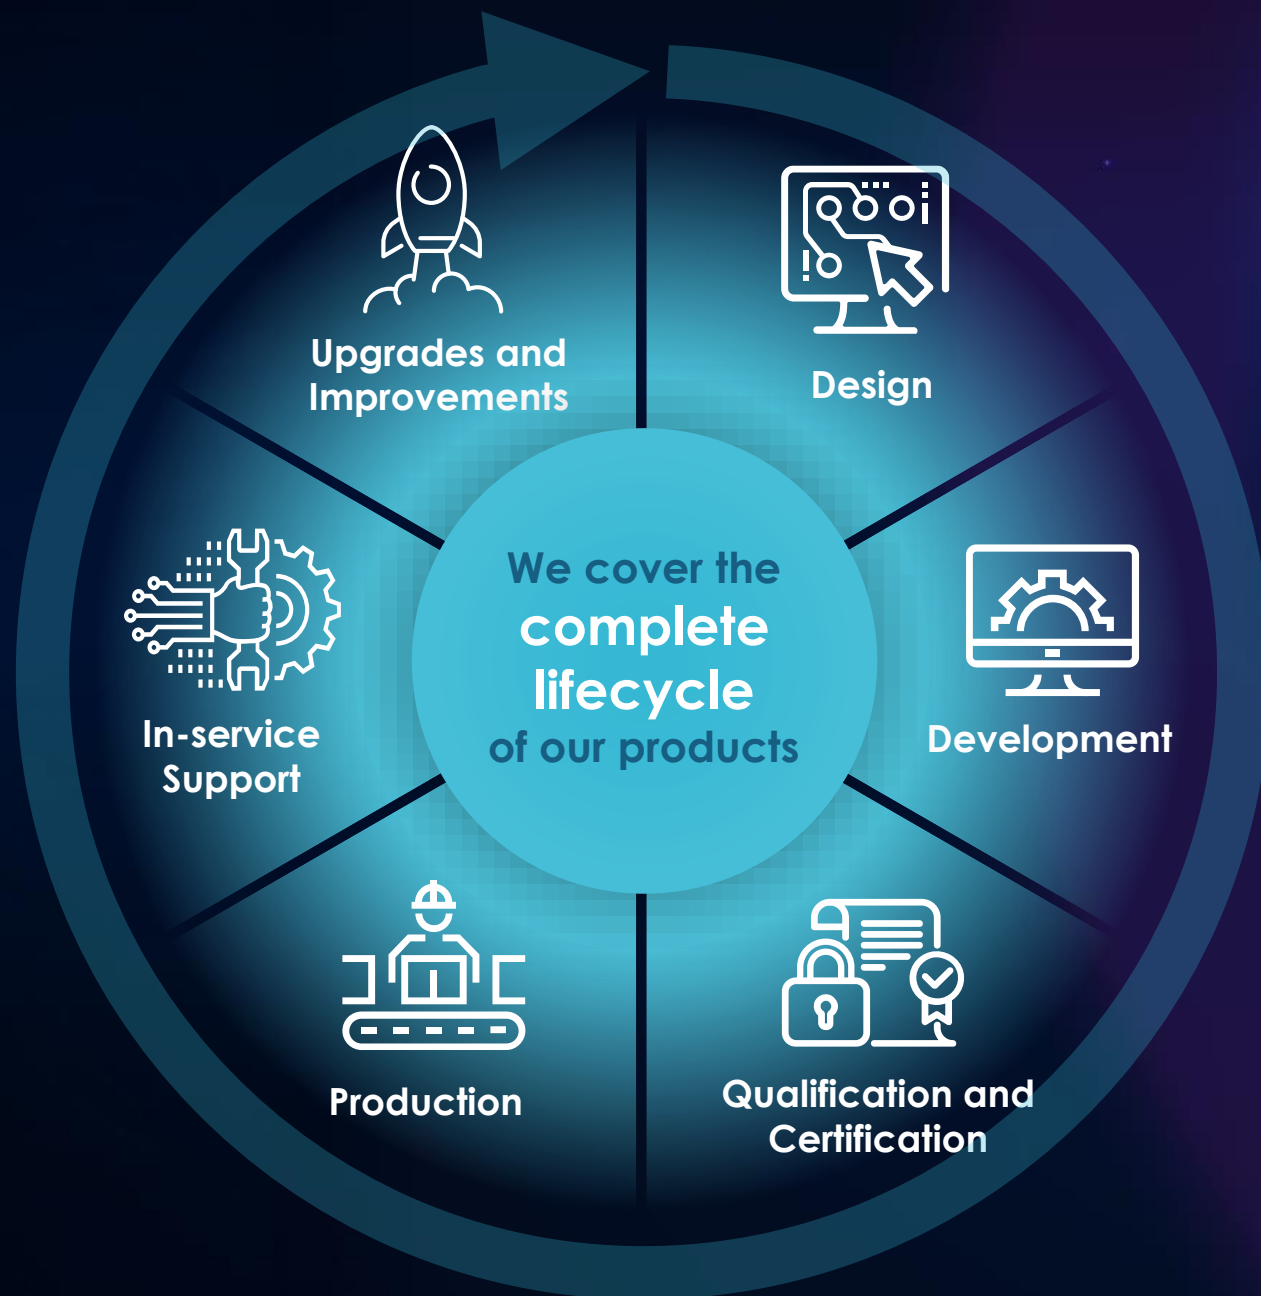 We cover the
complete
lifecycle
of our products
Design
Development
Qualification and
Certification
Production
In-service
Support
Upgrades and
Improvements